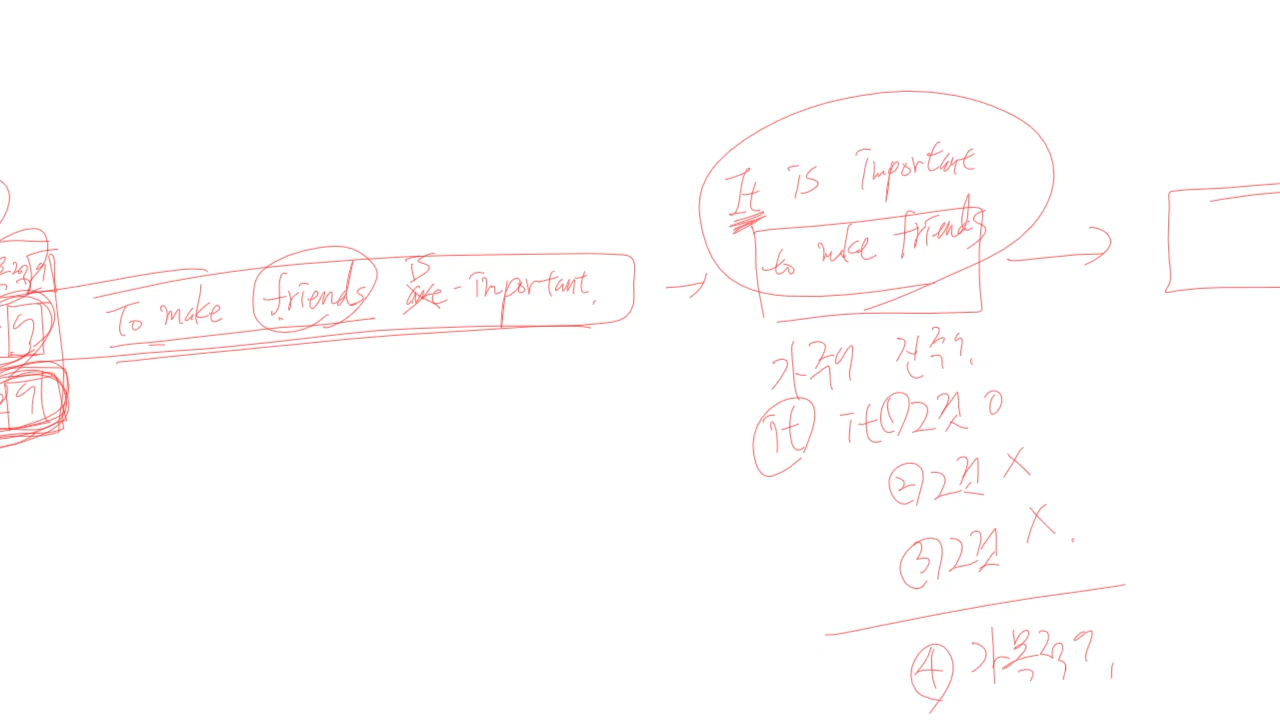 To make friends is are important.
It is important
to make friends
가주어 진주어.
it it ① 그것 O
② 그것 X
③ 그것 X.
④ 가목적어.